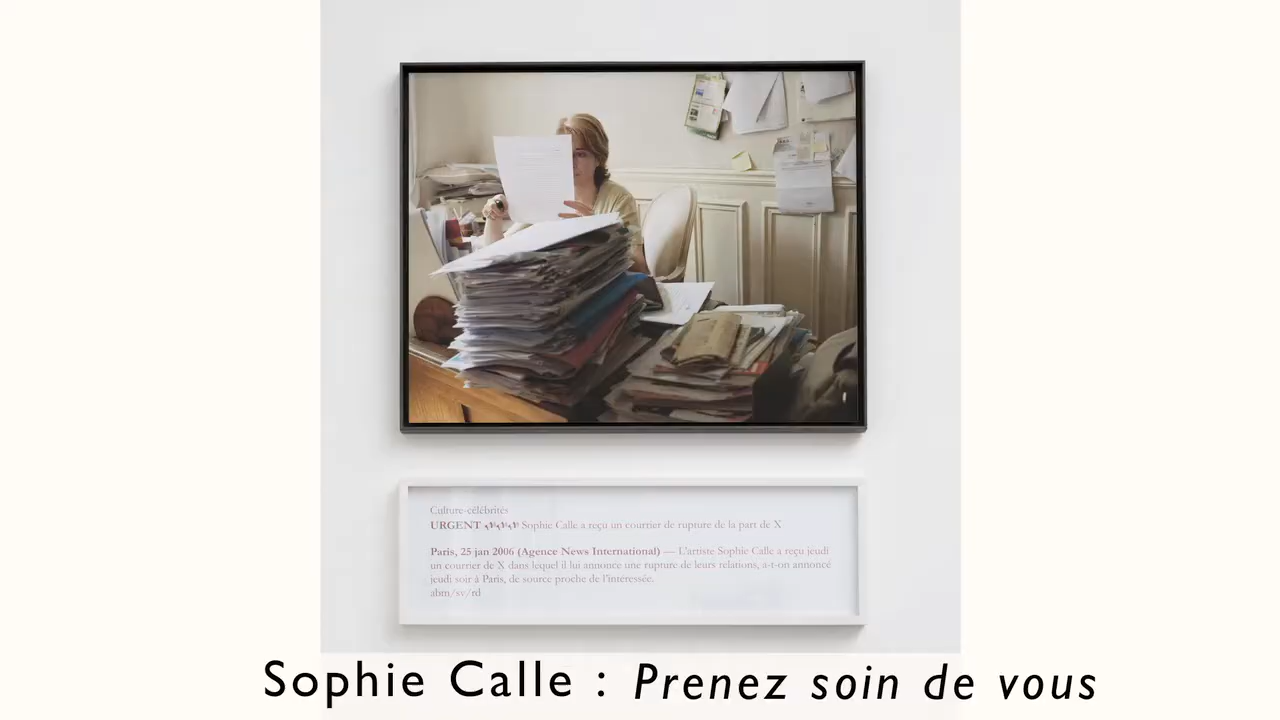 Culture-célébrités
URGENT Sophie Calle a reçu un courrier de rupture de la part de X
Paris, 25 jan 2006 (Agence News International) — L'artiste Sophie Calle a reçu jeudi
un courrier de X dans lequel il lui annonce une rupture de leurs relations, a-t-on annoncé
jeudi soir à Paris, de source proche de l'intéressée.
abm/sv/rd
Sophie Calle : Prenez soin de vous